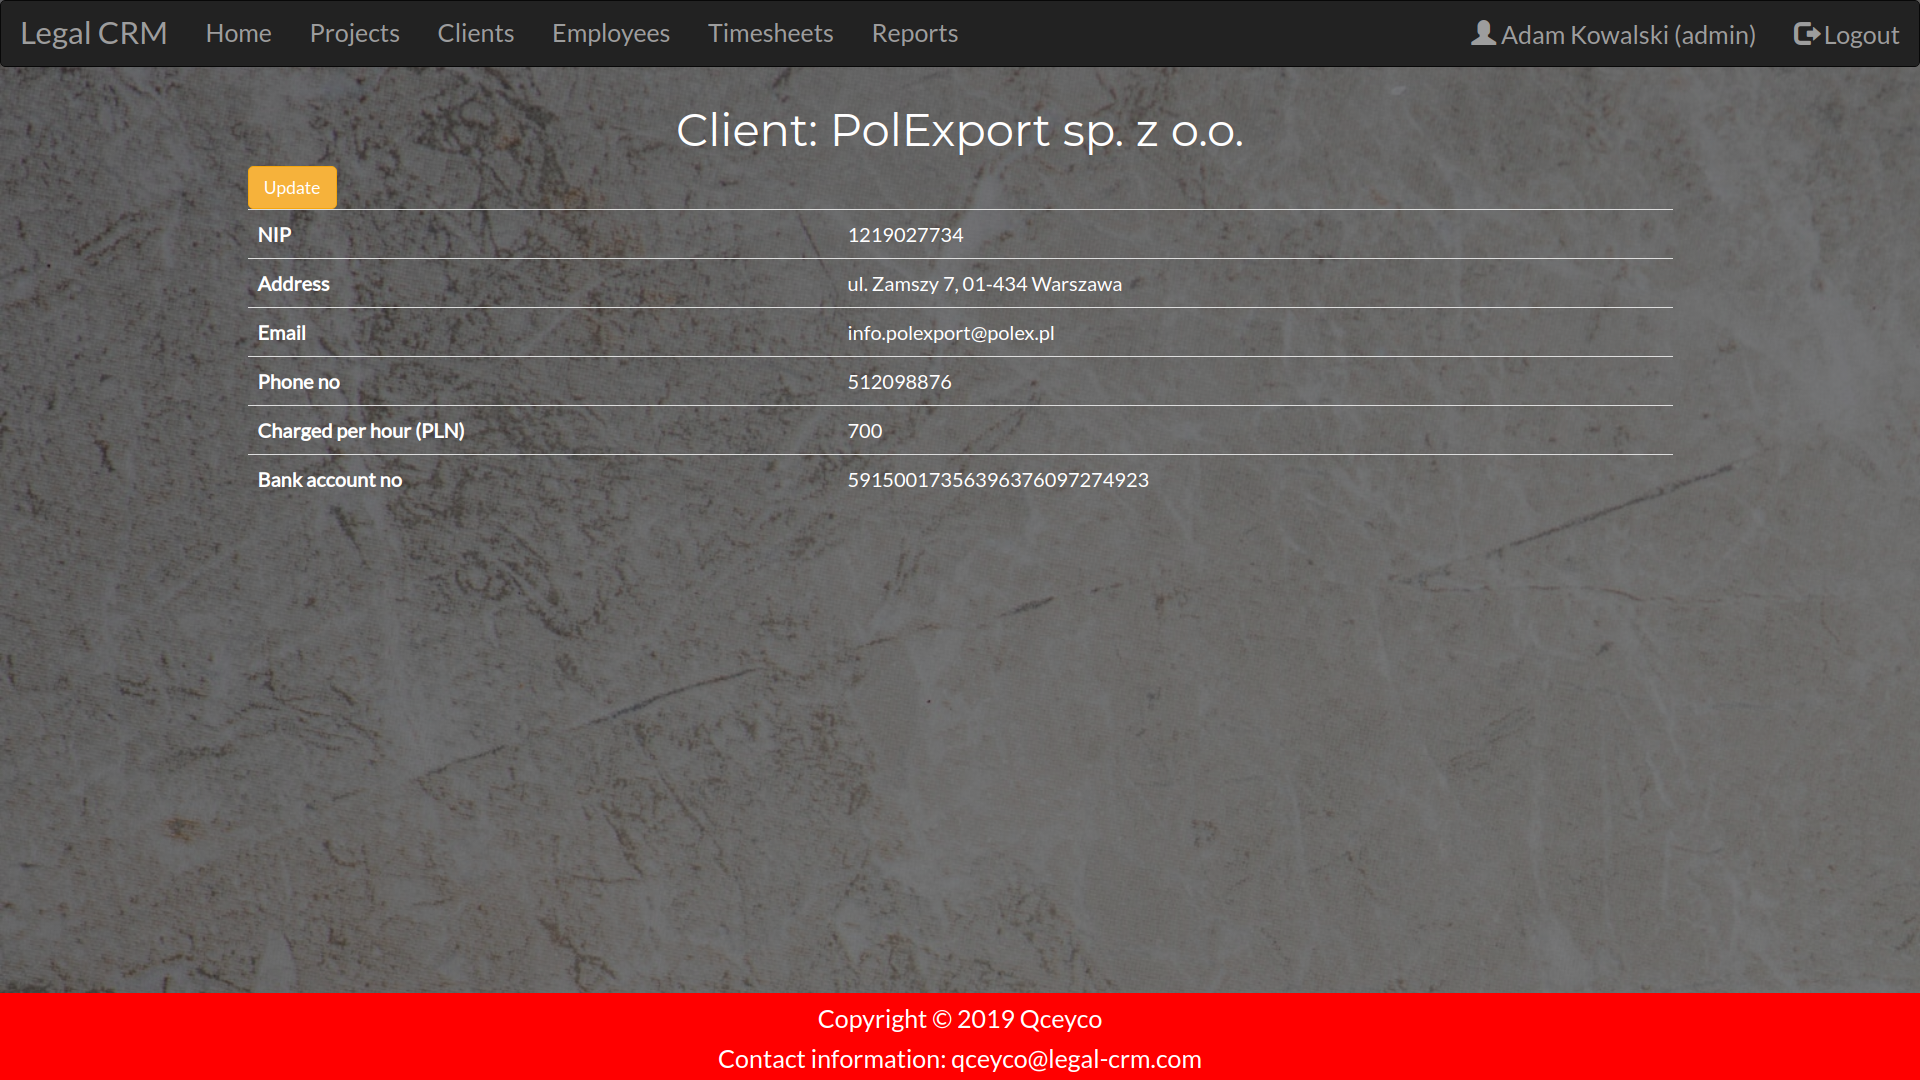 Legal CRM Home Projects Clients Employees Timesheets Reports Adam Kowalski (admin) Logout
Client: PolExport sp. z o.o.
Update
NIP 1219027734
Address ul. Zamszy 7, 01-434 Warszawa
Email info.polexport@polex.pl
Phone no 512098876
Charged per hour (PLN) 700
Bank account no 59150017356396376097274923
Copyright © 2019 Qceyco
Contact information: qceyco@legal-crm.com